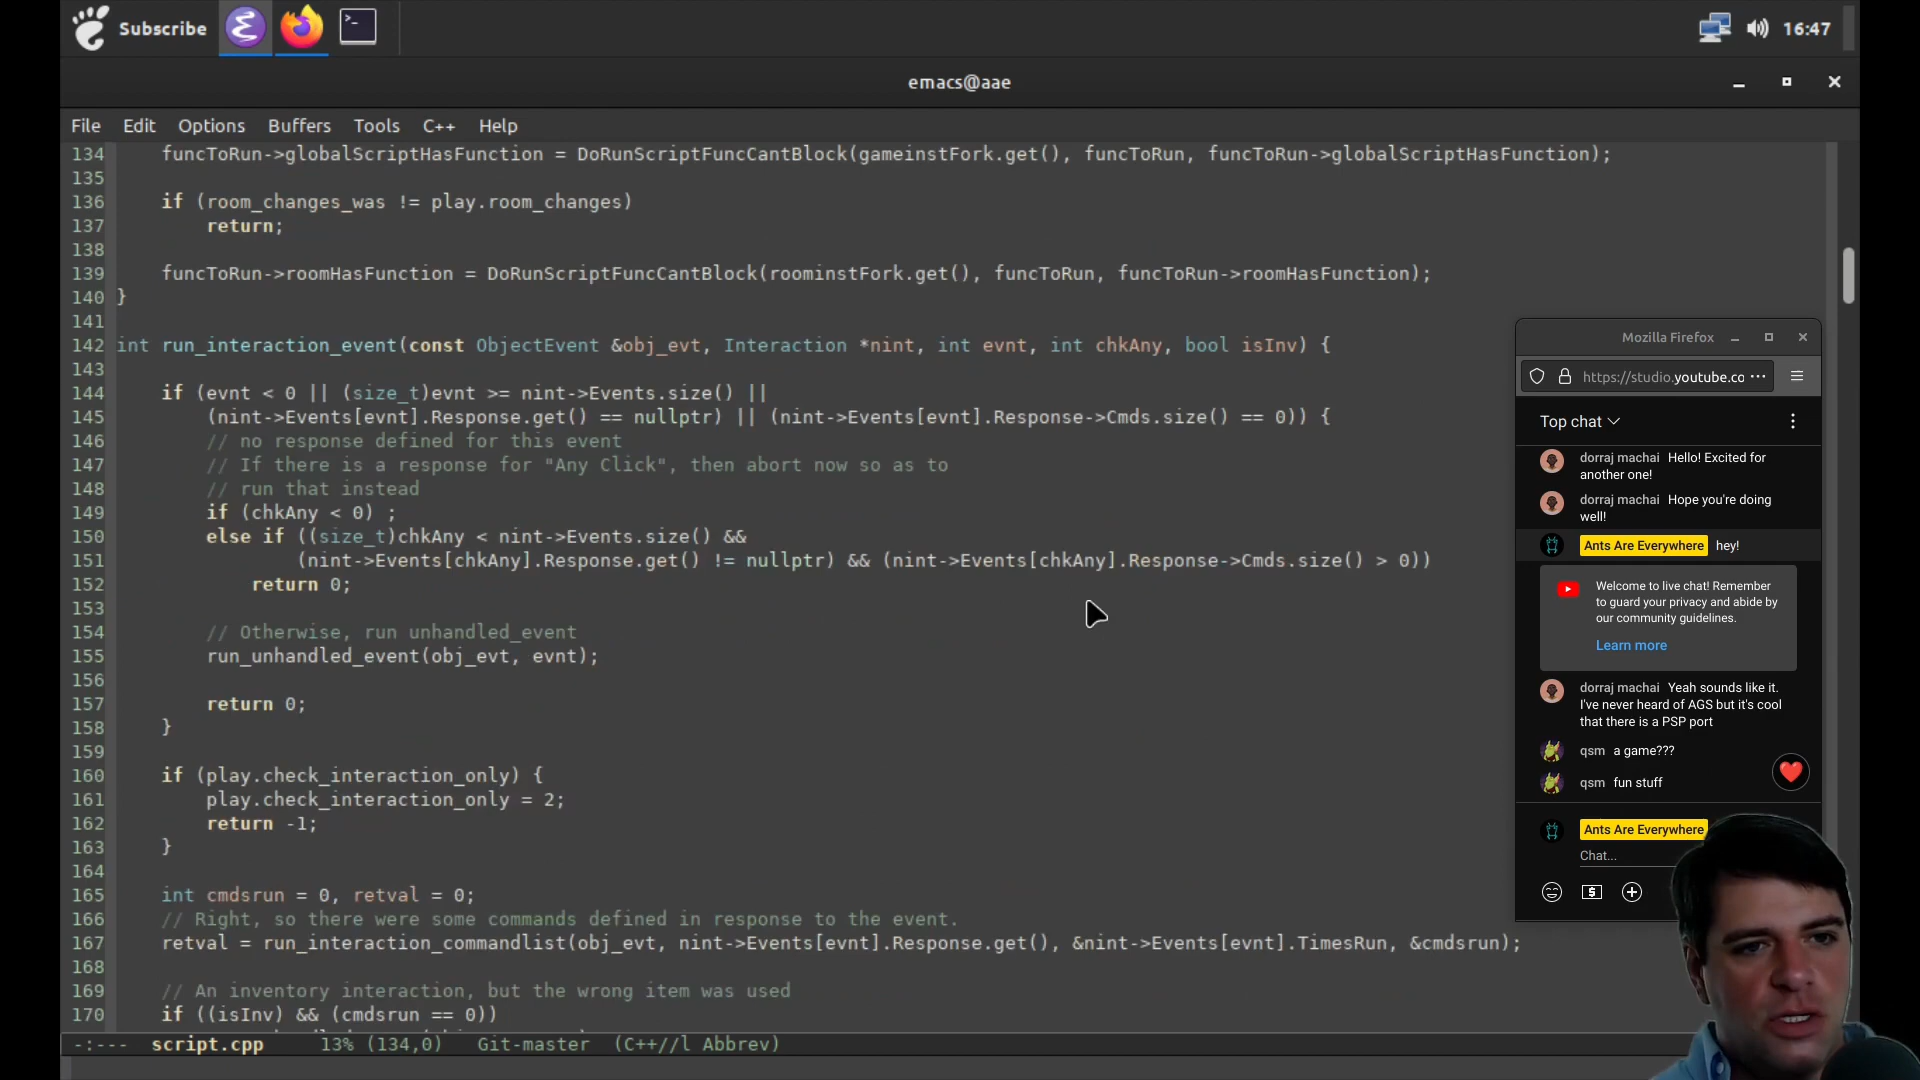 Subscribe
16:47
emacs@aae
File Edit Options Buffers Tools C++ Help
134 funcToRun->globalScriptHasFunction = DoRunScriptFuncCantBlock(gameinstFork.get(), funcToRun, funcToRun->globalScriptHasFunction);
135
136 if (room_changes_was != play.room_changes)
137 return;
138
139 funcToRun->roomHasFunction = DoRunScriptFuncCantBlock(roominstFork.get(), funcToRun, funcToRun->roomHasFunction);
140 }
141
142 int run_interaction_event(const ObjectEvent &obj_evt, Interaction *nint, int evnt, int chkAny, bool isInv) {
143
144 if (evnt < 0 || (size_t)evnt >= nint->Events.size() ||
145 (nint->Events[evnt].Response.get() == nullptr) || (nint->Events[evnt].Response->Cmds.size() == 0)) {
146 // no response defined for this event
147 // If there is a response for "Any Click", then abort now so as to
148 // run that instead
149 if (chkAny < 0) ;
150 else if ((size_t)chkAny < nint->Events.size() &&
151 (nint->Events[chkAny].Response.get() != nullptr) && (nint->Events[chkAny].Response->Cmds.size() > 0))
152 return 0;
153
154 // Otherwise, run unhandled_event
155 run_unhandled_event(obj_evt, evnt);
156
157 return 0;
158 }
159
160 if (play.check_interaction_only) {
161 play.check_interaction_only = 2;
162 return -1;
163 }
164
165 int cmdsrun = 0, retval = 0;
166 // Right, so there were some commands defined in response to the event.
167 retval = run_interaction_commandlist(obj_evt, nint->Events[evnt].Response.get(), &nint->Events[evnt].TimesRun, &cmdsrun);
168
169 // An inventory interaction, but the wrong item was used
170 if ((isInv) && (cmdsrun == 0))
-:--- script.cpp 13% (134,0) Git-master (C++//l Abbrev)
Mozilla Firefox
https://studio.youtube.co
Top chat
dorraj machai Hello! Excited for
another one!
dorraj machai Hope you're doing
well!
Ants Are Everywhere hey!
Welcome to live chat! Remember
to guard your privacy and abide by
our community guidelines.
Learn more
dorraj machai Yeah sounds like it.
I've never heard of AGS but it's cool
that there is a PSP port
qsm a game???
qsm fun stuff
Ants Are Everywhere
Chat...